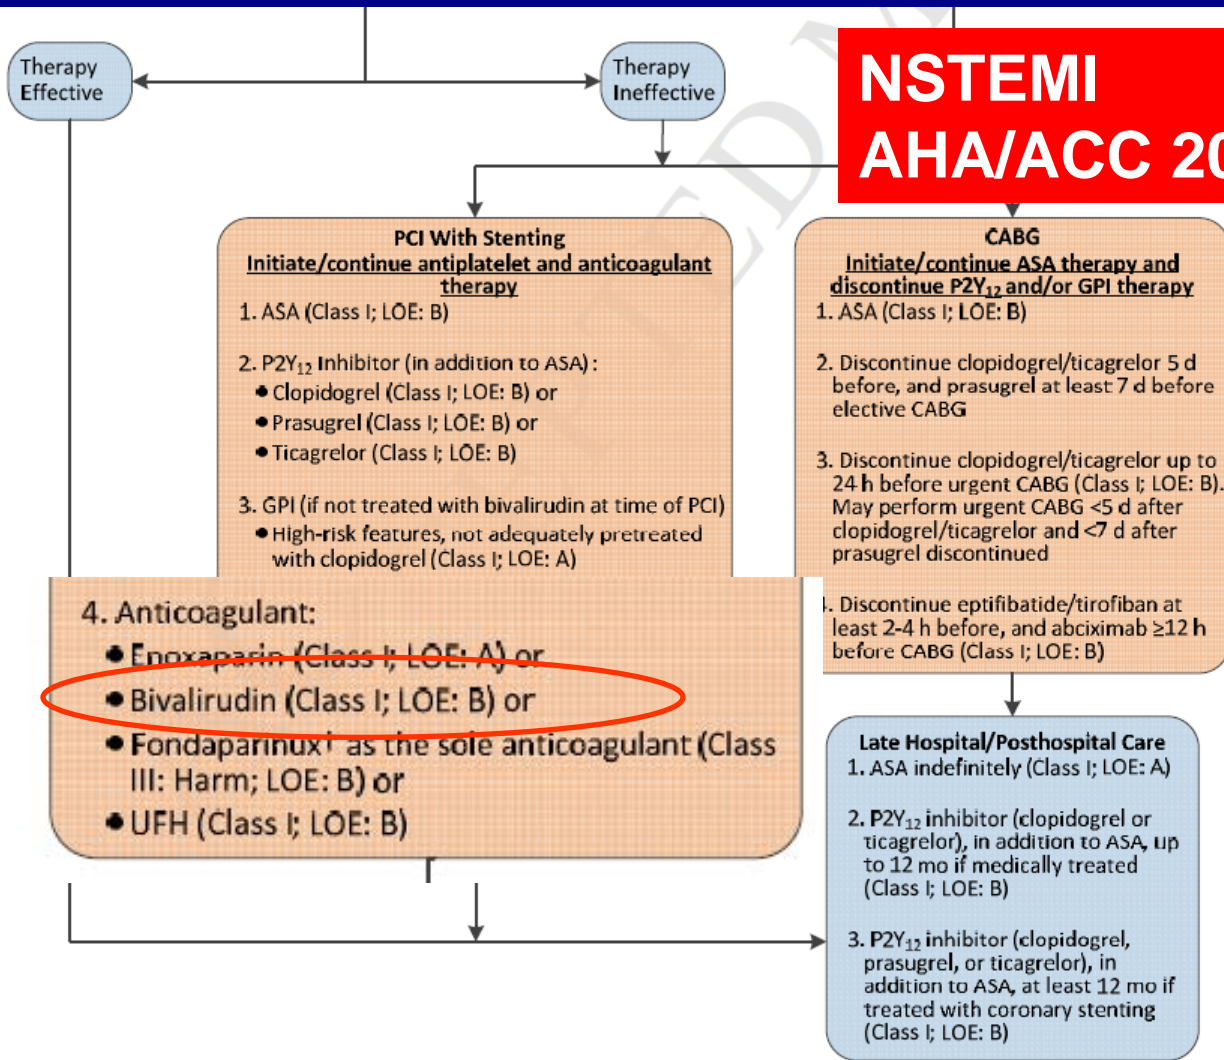 Therapy
Effective
Therapy
Ineffective
NSTEMI
AHA/ACC 20
PCI With Stenting
Initiate/continue antiplatelet and anticoagulant
therapy
1. ASA (Class I; LOE: B)
2. P2Y₁₂ Inhibitor (in addition to ASA) :
● Clopidogrel (Class I; LOE: B) or
● Prasugrel (Class I; LOE: B) or
● Ticagrelor (Class I; LOE: B)
3. GPI (if not treated with bivalirudin at time of PCI)
● High-risk features, not adequately pretreated
with clopidogrel (Class I; LOE: A)
4. Anticoagulant:
● Enoxaparin (Class I; LOE: A) or
● Bivalirudin (Class I; LOE: B) or
● Fondaparinux† as the sole anticoagulant (Class
III: Harm; LOE: B) or
● UFH (Class I; LOE: B)
CABG
Initiate/continue ASA therapy and
discontinue P2Y₁₂ and/or GPI therapy
1. ASA (Class I; LOE: B)
2. Discontinue clopidogrel/ticagrelor 5 d
before, and prasugrel at least 7 d before
elective CABG
3. Discontinue clopidogrel/ticagrelor up to
24 h before urgent CABG (Class I; LOE: B).
May perform urgent CABG <5 d after
clopidogrel/ticagrelor and <7 d after
prasugrel discontinued
. Discontinue eptifibatide/tirofiban at
least 2-4 h before, and abciximab ≥12 h
before CABG (Class I; LOE: B)
Late Hospital/Posthospital Care
1. ASA indefinitely (Class I; LOE: A)
2. P2Y₁₂ inhibitor (clopidogrel or
ticagrelor), in addition to ASA, up
to 12 mo if medically treated
(Class I; LOE: B)
3. P2Y₁₂ inhibitor (clopidogrel,
prasugrel, or ticagrelor), in
addition to ASA, at least 12 mo if
treated with coronary stenting
(Class I; LOE: B)